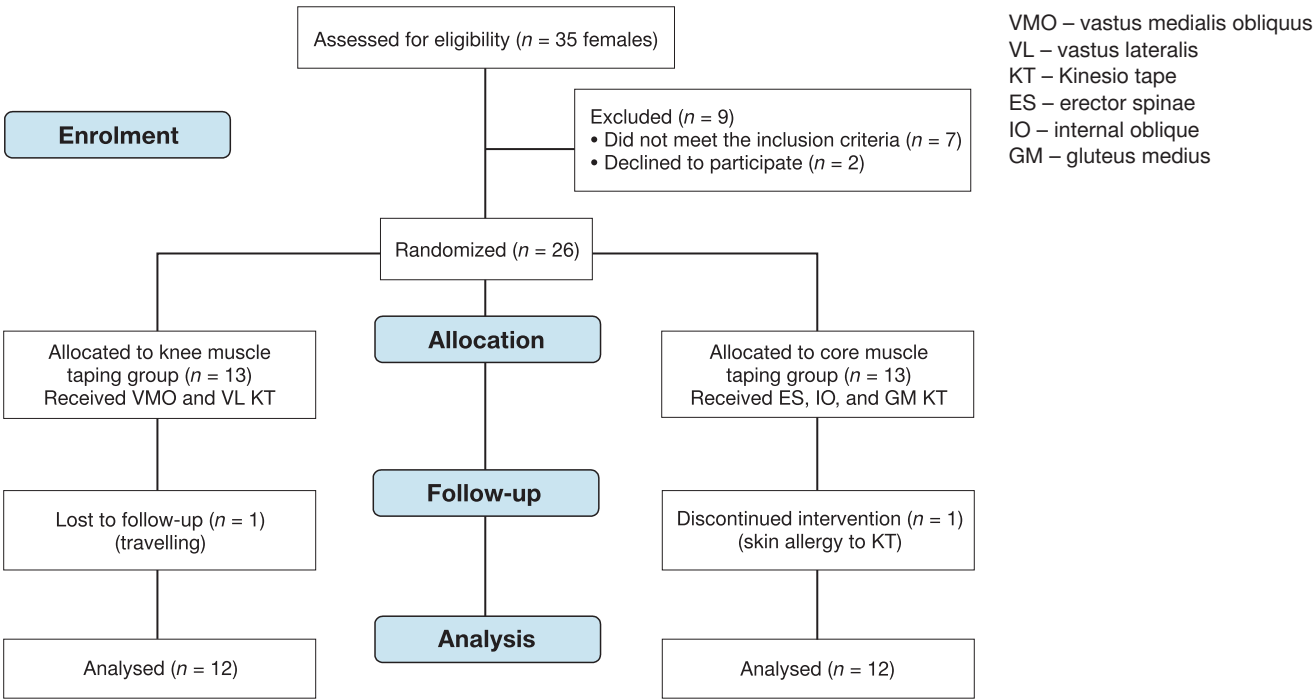 Assessed for eligibility (n = 35 females)
VMO – vastus medialis obliquus
VL – vastus lateralis
KT – Kinesio tape
ES – erector spinae
IO – internal oblique
GM – gluteus medius
Enrolment
Excluded (n = 9)
• Did not meet the inclusion criteria (n = 7)
• Declined to participate (n = 2)
Randomized (n = 26)
Allocation
Allocated to knee muscle
taping group (n = 13)
Received VMO and VL KT
Allocated to core muscle
taping group (n = 13)
Received ES, IO, and GM KT
Follow-up
Lost to follow-up (n = 1)
(travelling)
Discontinued intervention (n = 1)
(skin allergy to KT)
Analysis
Analysed (n = 12)
Analysed (n = 12)